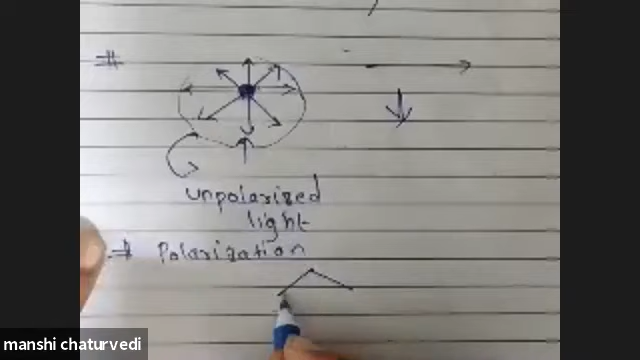 #
unpolarized
light
→ Polarization
manshi chaturvedi